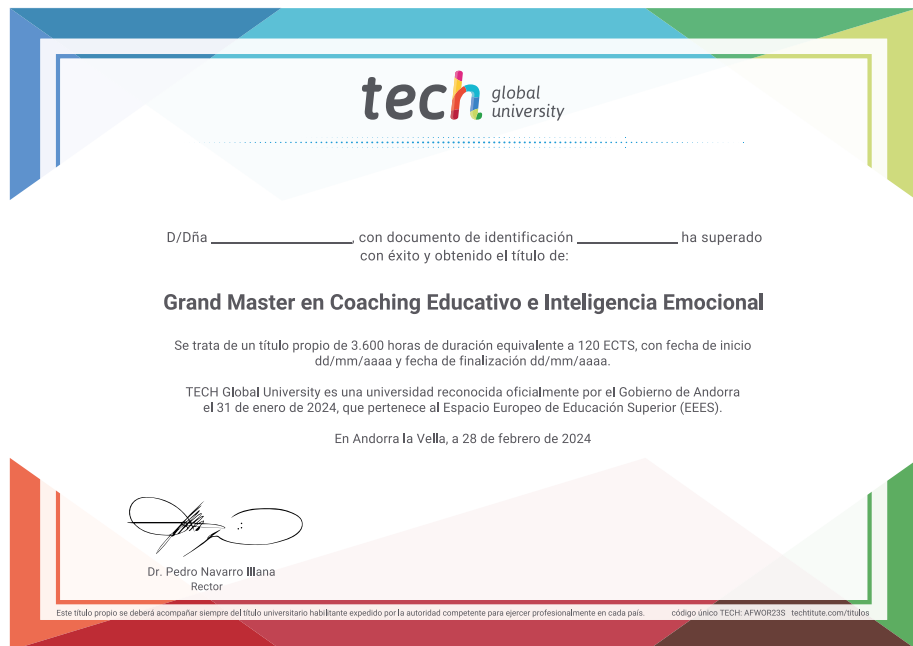 tech global university
D/Dña ______________, con documento de identificación __________ ha superado
con éxito y obtenido el título de:
Grand Master en Coaching Educativo e Inteligencia Emocional
Se trata de un título propio de 3.600 horas de duración equivalente a 120 ECTS, con fecha de inicio
dd/mm/aaaa y fecha de finalización dd/mm/aaaa.
TECH Global University es una universidad reconocida oficialmente por el Gobierno de Andorra
el 31 de enero de 2024, que pertenece al Espacio Europeo de Educación Superior (EEES).
En Andorra la Vella, a 28 de febrero de 2024
Dr. Pedro Navarro Illana
Rector
Este título propio se deberá acompañar siempre del título universitario habilitante expedido por la autoridad competente para ejercer profesionalmente en cada país. código único TECH: AFWOR23S techtitute.com/titulos